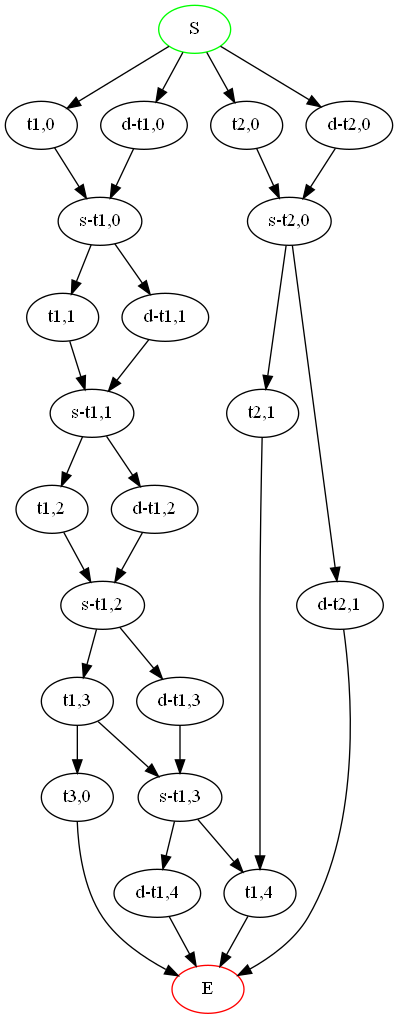 S
t1,0
d-t1,0
t2,0
d-t2,0
s-t1,0
s-t2,0
t1,1
d-t1,1
s-t1,1
t2,1
t1,2
d-t1,2
s-t1,2
d-t2,1
t1,3
d-t1,3
t3,0
s-t1,3
d-t1,4
t1,4
E